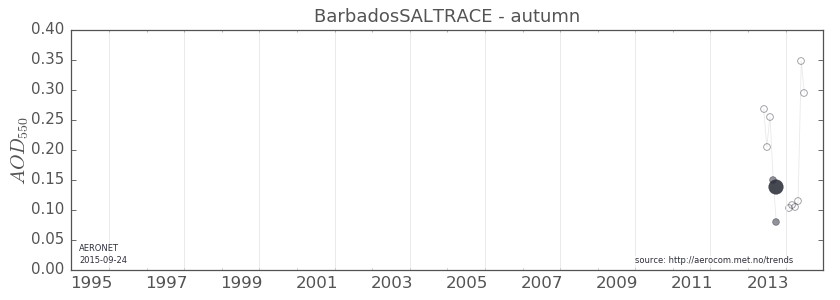 BarbadosSALTRACE - autumn
0.40
0.35
0.30
0.25
0.20
0.15
0.10
0.05
0.00
AOD550
AERONET
2015-09-24
source: http://aerocom.met.no/trends
1995 1997 1999 2001 2003 2005 2007 2009 2011 2013